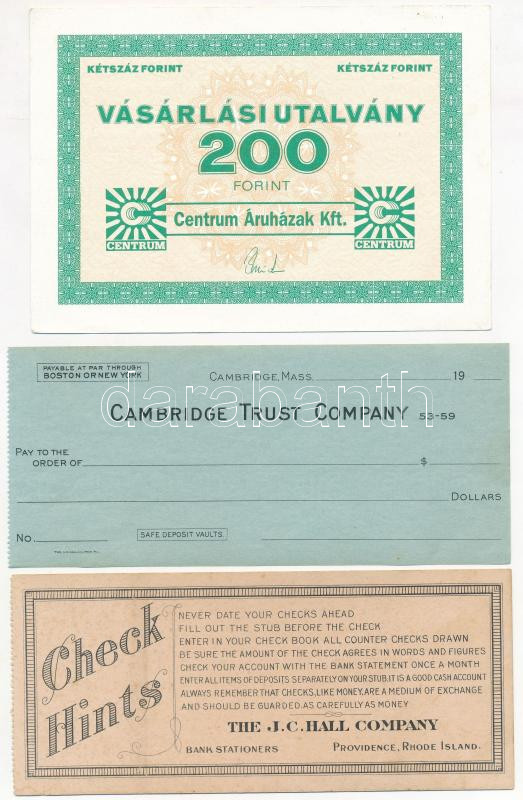 KÉTSZÁZ FORINT KÉTSZÁZ FORINT
VÁSÁRLÁSI UTALVÁNY
200
FORINT
Centrum Áruházak Kft.
CENTRUM CENTRUM
PAYABLE AT PAR THROUGH
BOSTON OR NEW YORK
CAMBRIDGE, MASS. 19
darabanth
CAMBRIDGE TRUST COMPANY 53-59
PAY TO THE
ORDER OF $
DOLLARS
NO. SAFE DEPOSIT VAULTS.
Check
Hints
NEVER DATE YOUR CHECKS AHEAD
FILL OUT THE STUB BEFORE THE CHECK
ENTER IN YOUR CHECK BOOK ALL COUNTER CHECKS DRAWN
BE SURE THE AMOUNT OF THE CHECK AGREES IN WORDS AND FIGURES
CHECK YOUR ACCOUNT WITH THE BANK STATEMENT ONCE A MONTH
ENTER ALL ITEMS OF DEPOSITS SEPARATELY ON YOUR STUB. IT IS A GOOD CASH ACCOUNT
ALWAYS REMEMBER THAT CHECKS, LIKE MONEY, ARE A MEDIUM OF EXCHANGE
AND SHOULD BE GUARDED AS CAREFULLY AS MONEY
THE J.C. HALL COMPANY
BANK STATIONERS PROVIDENCE, RHODE ISLAND.